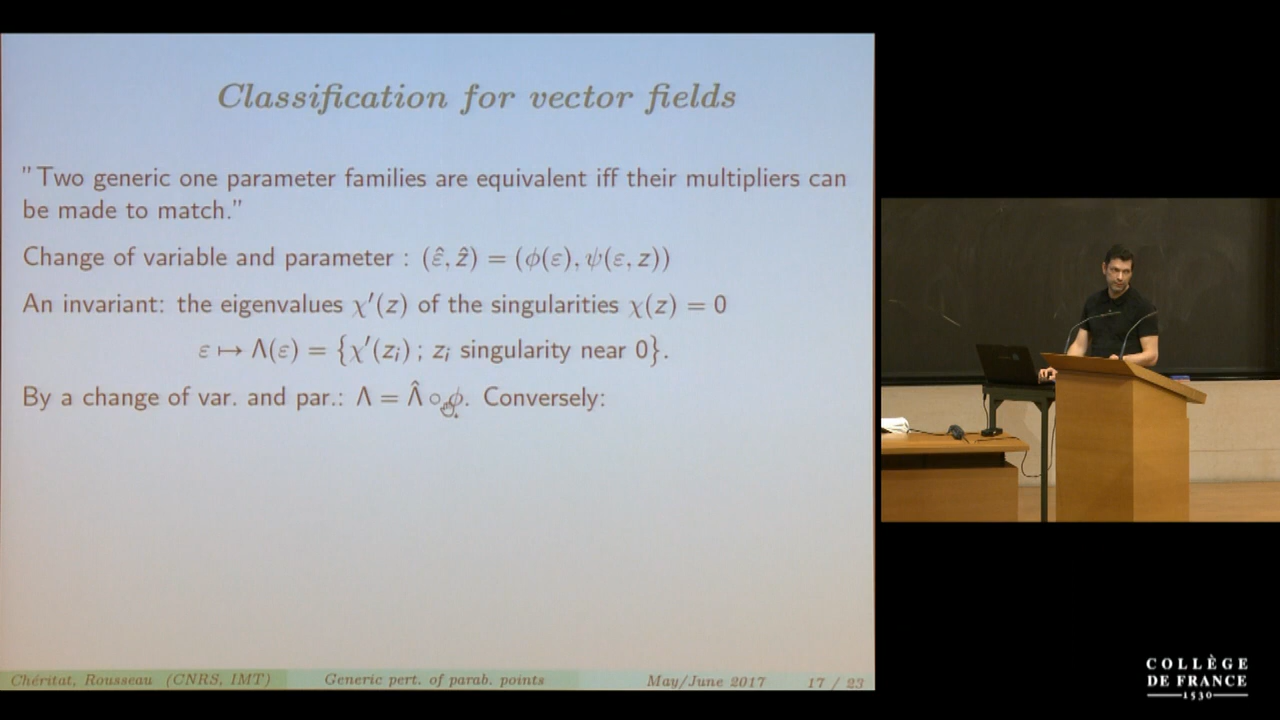 Classification for vector fields
"Two generic one parameter families are equivalent iff their multipliers can
be made to match."
Change of variable and parameter : (ε̂, ẑ) = (ϕ(ε), ψ(ε, z))
An invariant: the eigenvalues χ′(z) of the singularities χ(z) = 0
ε ↦ Λ(ε) = {χ′(zᵢ) ; zᵢ singularity near 0}.
By a change of var. and par.: Λ = Λ̂ ∘ ϕ. Conversely:
Chéritat, Rousseau (CNRS, IMT) Generic pert. of parab. points May/June 2017 17 / 23
COLLÈGE
DE FRANCE
1530